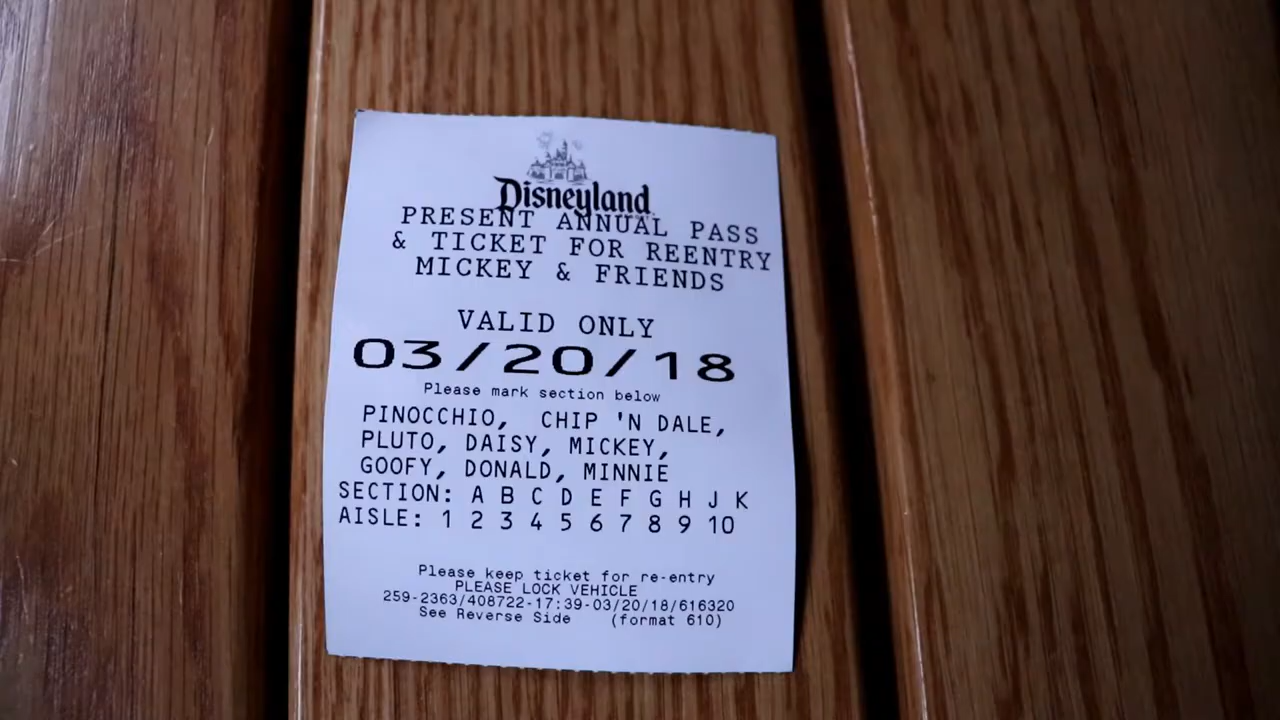 Disneyland
PRESENT ANNUAL PASS
& TICKET FOR REENTRY
MICKEY & FRIENDS
VALID ONLY
03/20/18
Please mark section below
PINOCCHIO, CHIP 'N DALE,
PLUTO, DAISY, MICKEY,
GOOFY, DONALD, MINNIE
SECTION: A B C D E F G H J K
AISLE: 1 2 3 4 5 6 7 8 9 10
Please keep ticket for re-entry
PLEASE LOCK VEHICLE
259-2363/408722-17:39-03/20/18/616320
See Reverse Side (format 610)